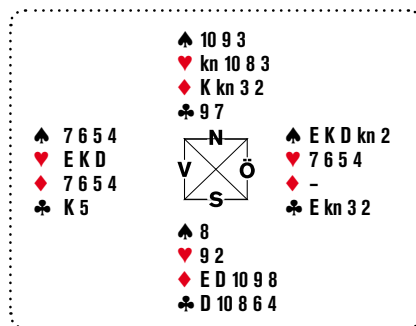 ♠ 10 9 3
♥ kn 10 8 3
♦ K kn 3 2
♣ 9 7
♠ 7 6 5 4
♥ E K D
♦ 7 6 5 4
♣ K 5
N
V Ö
S
♠ E K D kn 2
♥ 7 6 5 4
♦ –
♣ E kn 3 2
♠ 8
♥ 9 2
♦ E D 10 9 8
♣ D 10 8 6 4